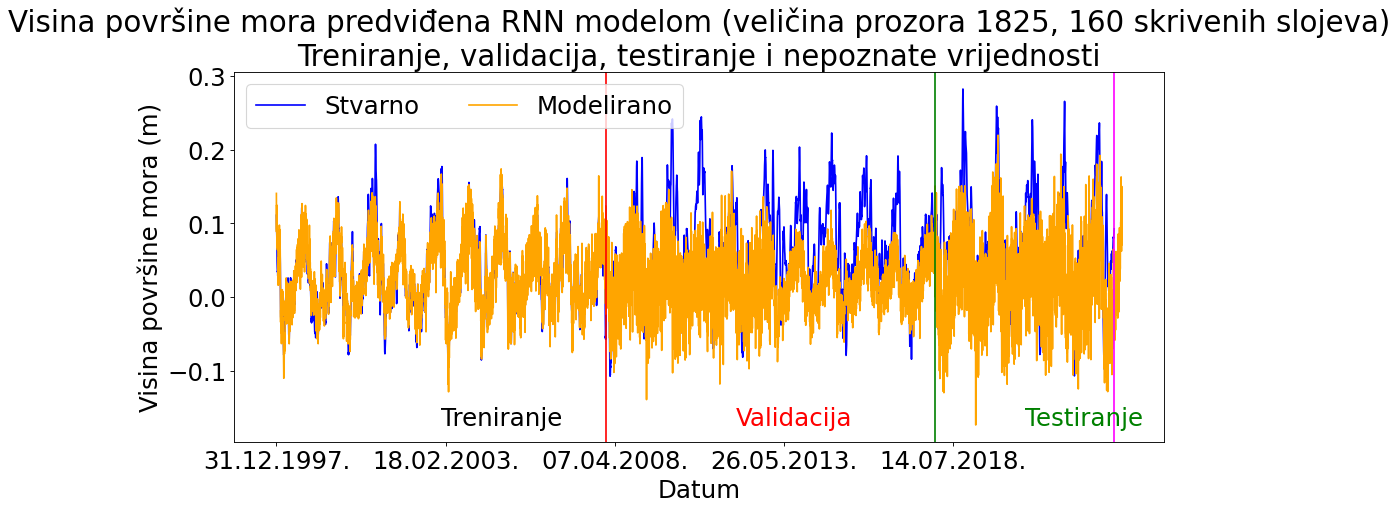 Visina površine mora predviđena RNN modelom (veličina prozora 1825, 160 skrivenih slojeva)
Treniranje, validacija, testiranje i nepoznate vrijednosti
Stvarno Modelirano
Visina površine mora (m)
0.3
0.2
0.1
0.0
−0.1
Treniranje Validacija Testiranje
31.12.1997. 18.02.2003. 07.04.2008. 26.05.2013. 14.07.2018.
Datum